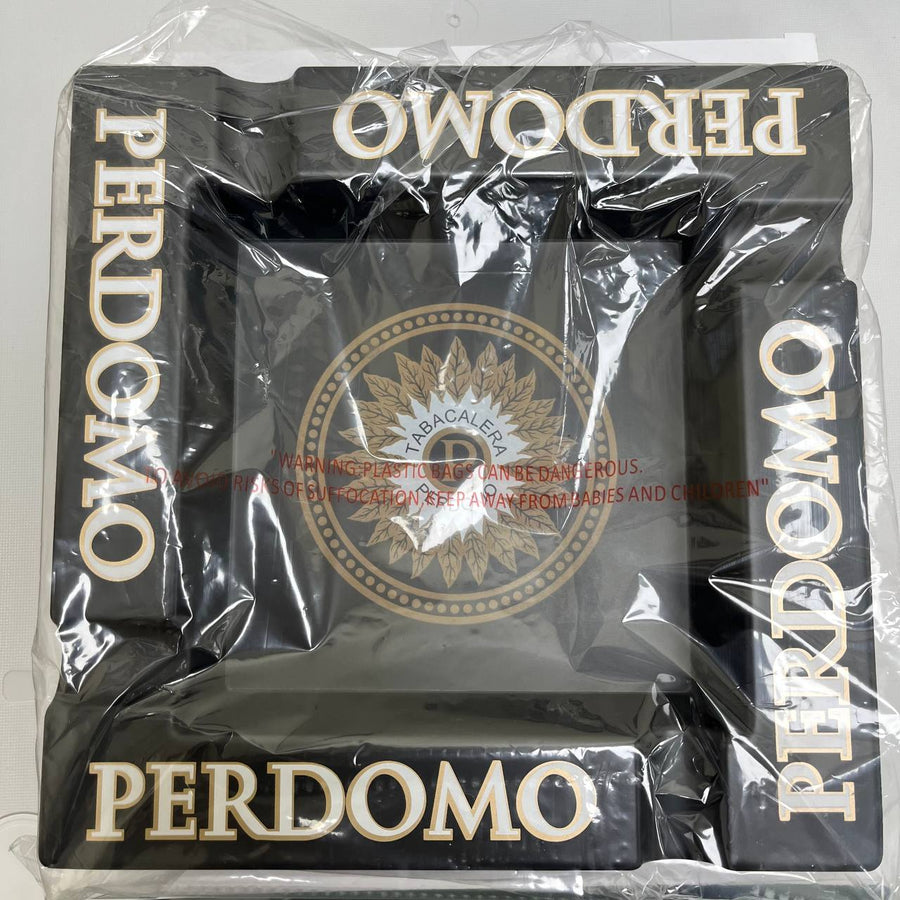 PERDOMO
PERDOMO
PERDOMO
TABACALERA
P
"WARNING:PLASTIC BAGS CAN BE DANGEROUS.
RISKS OF SUFFOCATION,KEEP AWAY FROM BABIES AND CHILDREN"
PERDOMO